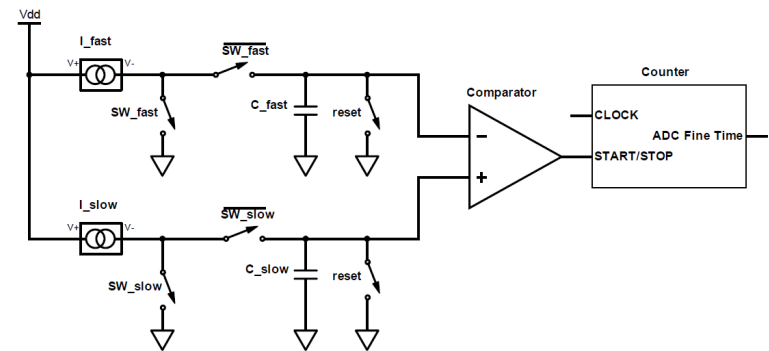 Vdd
I_fast
V+
V-
SW_fast
SW_fast
C_fast
reset
Comparator
Counter
CLOCK
ADC Fine Time
START/STOP
−
+
I_slow
V+
V-
SW_slow
SW_slow
C_slow
reset